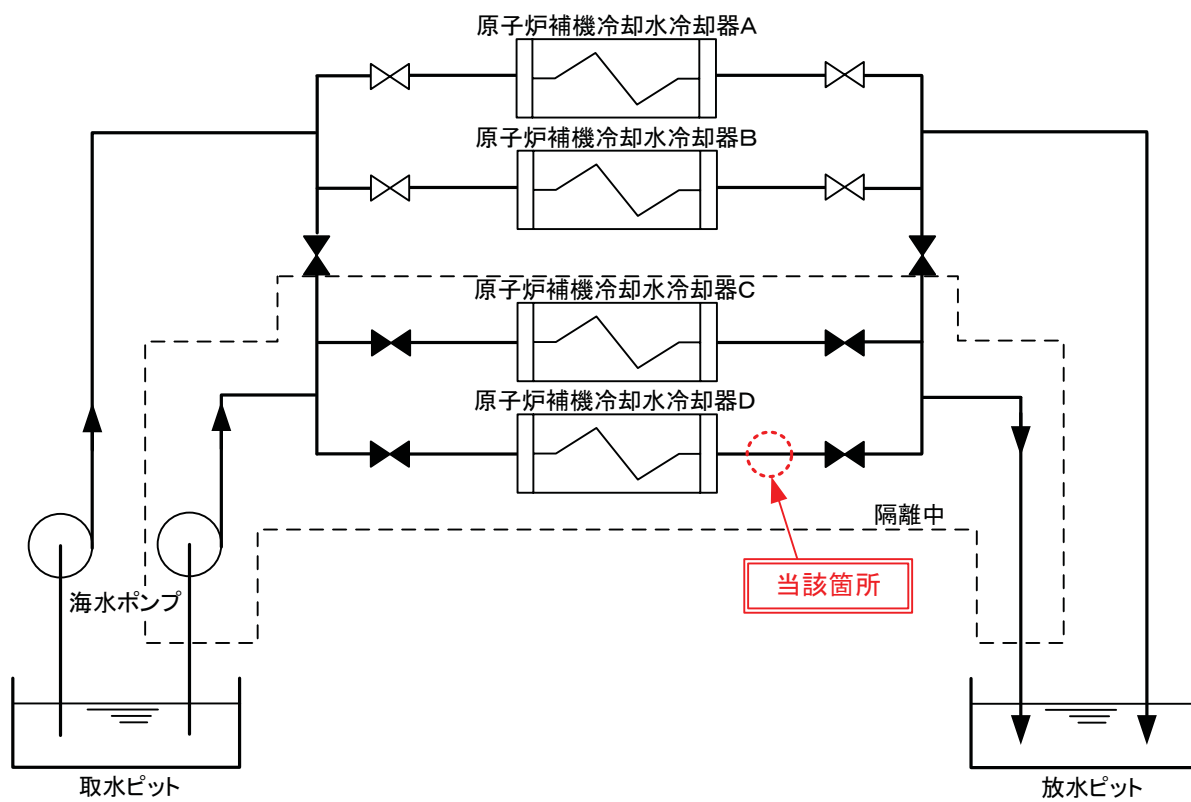 原子炉補機冷却水冷却器A
原子炉補機冷却水冷却器B
原子炉補機冷却水冷却器C
原子炉補機冷却水冷却器D
隔離中
当該箇所
海水ポンプ
取水ピット
放水ピット